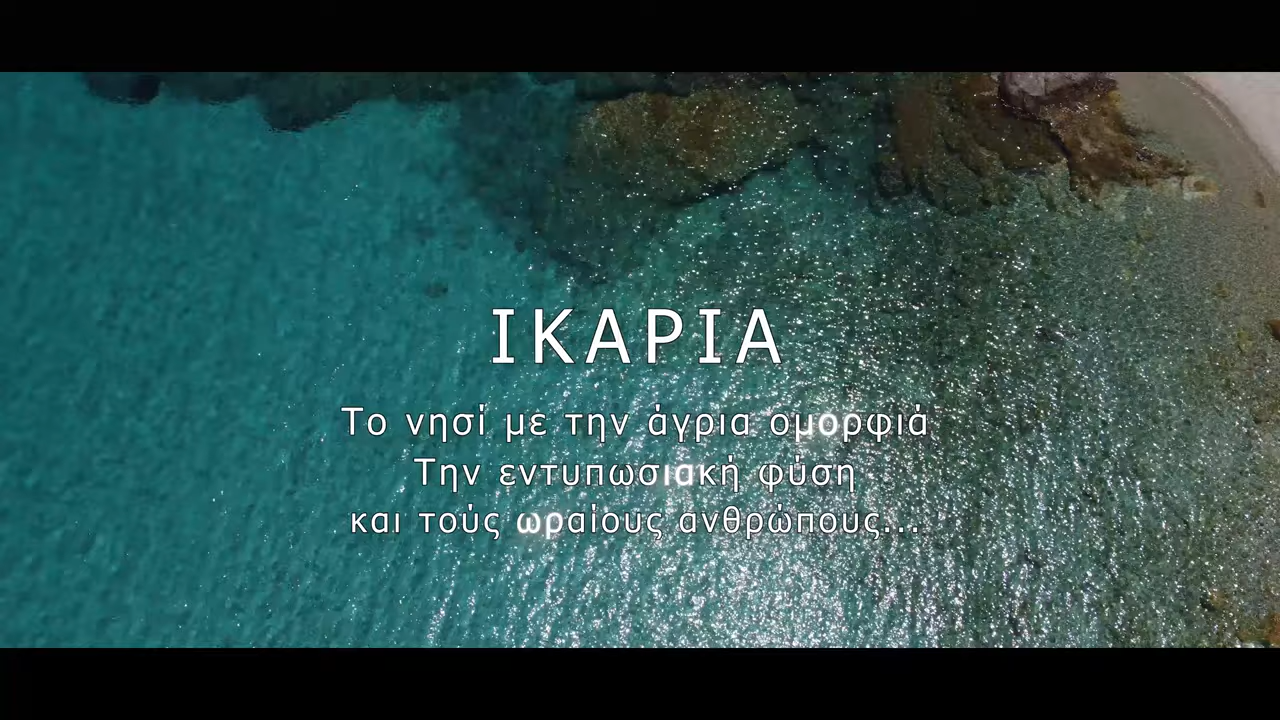 ΙΚΑΡΙΑ
Το νησί με την άγρια ομορφιά
Την εντυπωσιακή φύση
και τούς ωραίους ανθρώπους...